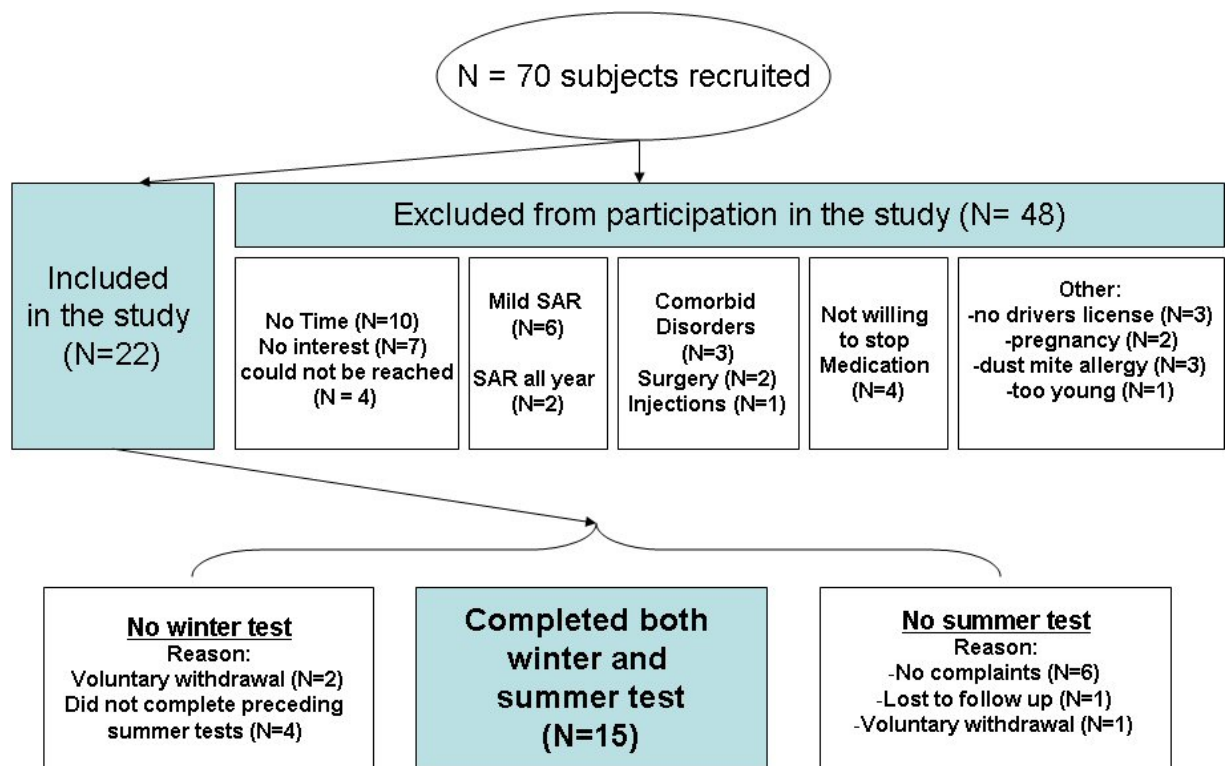 N = 70 subjects recruited
Included
in the study
(N=22)
Excluded from participation in the study (N= 48)
No Time (N=10)
No interest (N=7)
could not be reached
(N = 4)
Mild SAR
(N=6)
SAR all year
(N=2)
Comorbid
Disorders
(N=3)
Surgery (N=2)
Injections (N=1)
Not willing
to stop
Medication
(N=4)
Other:
-no drivers license (N=3)
-pregnancy (N=2)
-dust mite allergy (N=3)
-too young (N=1)
No winter test
Reason:
Voluntary withdrawal (N=2)
Did not complete preceding
summer tests (N=4)
Completed both
winter and
summer test
(N=15)
No summer test
Reason:
-No complaints (N=6)
-Lost to follow up (N=1)
-Voluntary withdrawal (N=1)